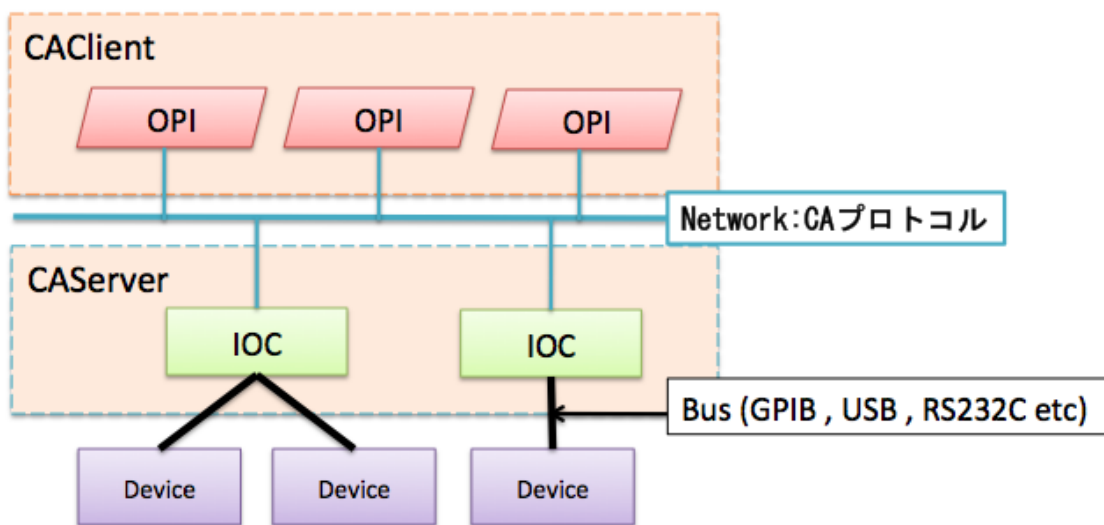 CAClient
OPI
OPI
OPI
Network:CAプロトコル
CAServer
IOC
IOC
Bus (GPIB , USB , RS232C etc)
Device
Device
Device